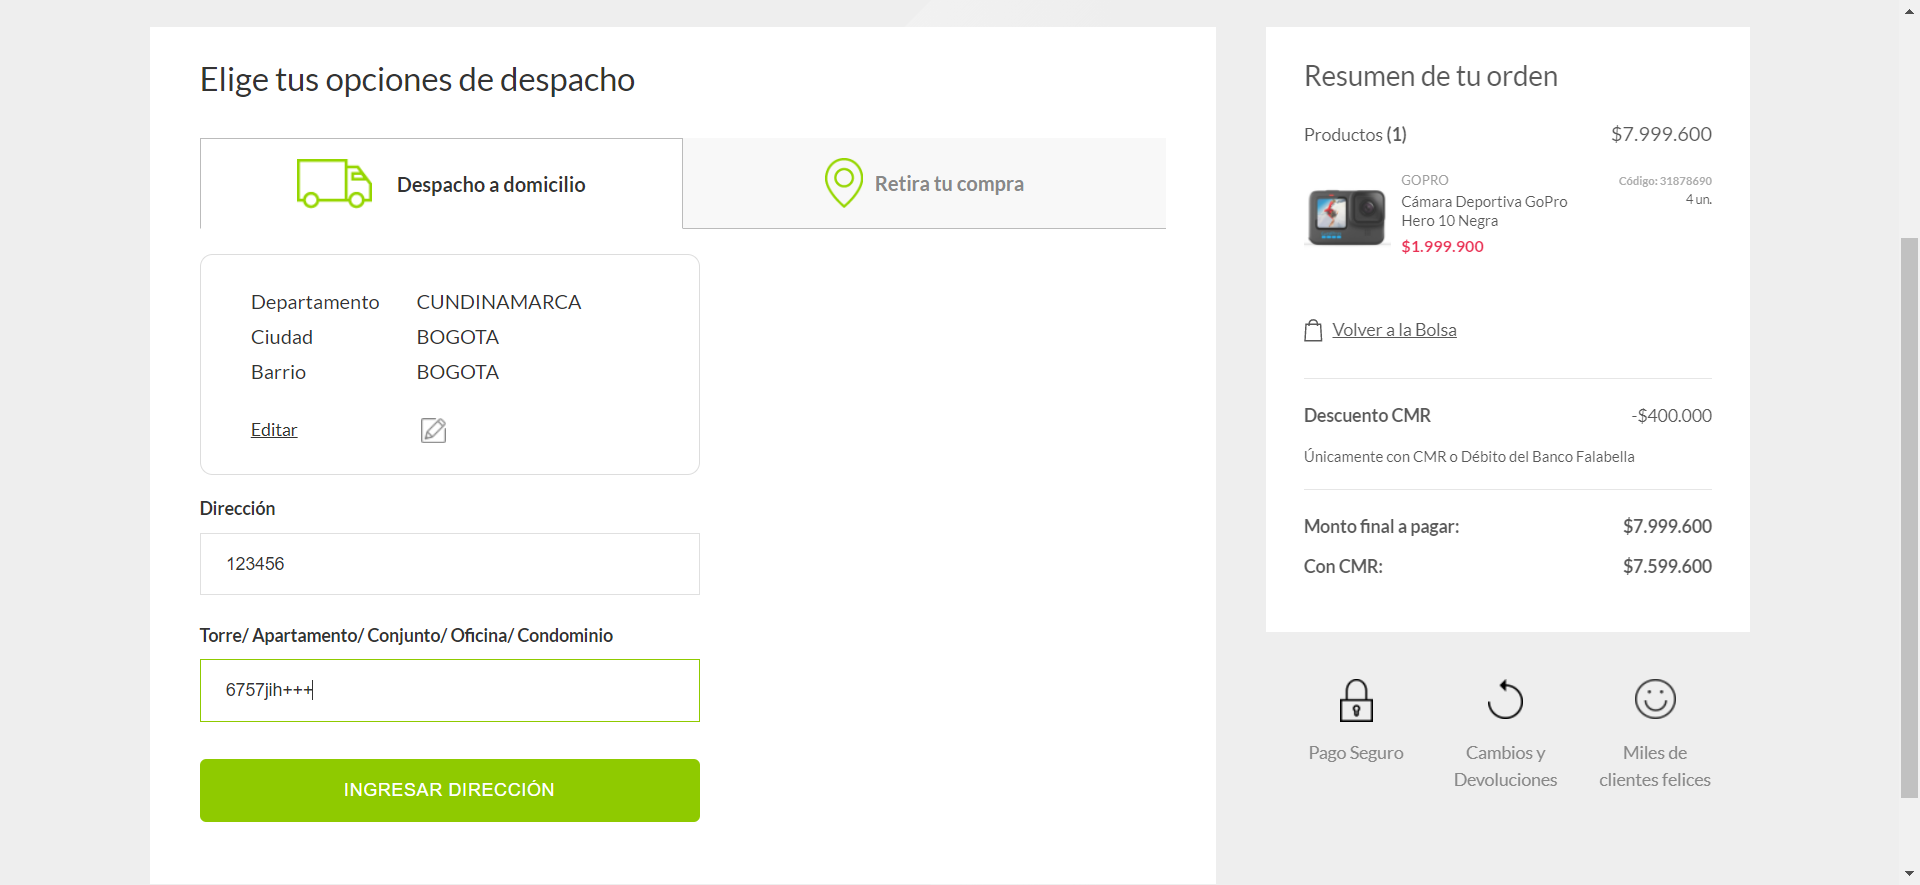 Elige tus opciones de despacho
Despacho a domicilio
Retira tu compra
Departamento CUNDINAMARCA
Ciudad BOGOTA
Barrio BOGOTA
Editar
Dirección
123456
Torre/ Apartamento/ Conjunto/ Oficina/ Condominio
6757jih+++
INGRESAR DIRECCIÓN
Resumen de tu orden
Productos (1) $7.999.600
GOPRO Código: 31878690
Cámara Deportiva GoPro 4 un.
Hero 10 Negra
$1.999.900
Volver a la Bolsa
Descuento CMR -$400.000
Únicamente con CMR o Débito del Banco Falabella
Monto final a pagar: $7.999.600
Con CMR: $7.599.600
Pago Seguro
Cambios y
Devoluciones
Miles de
clientes felices